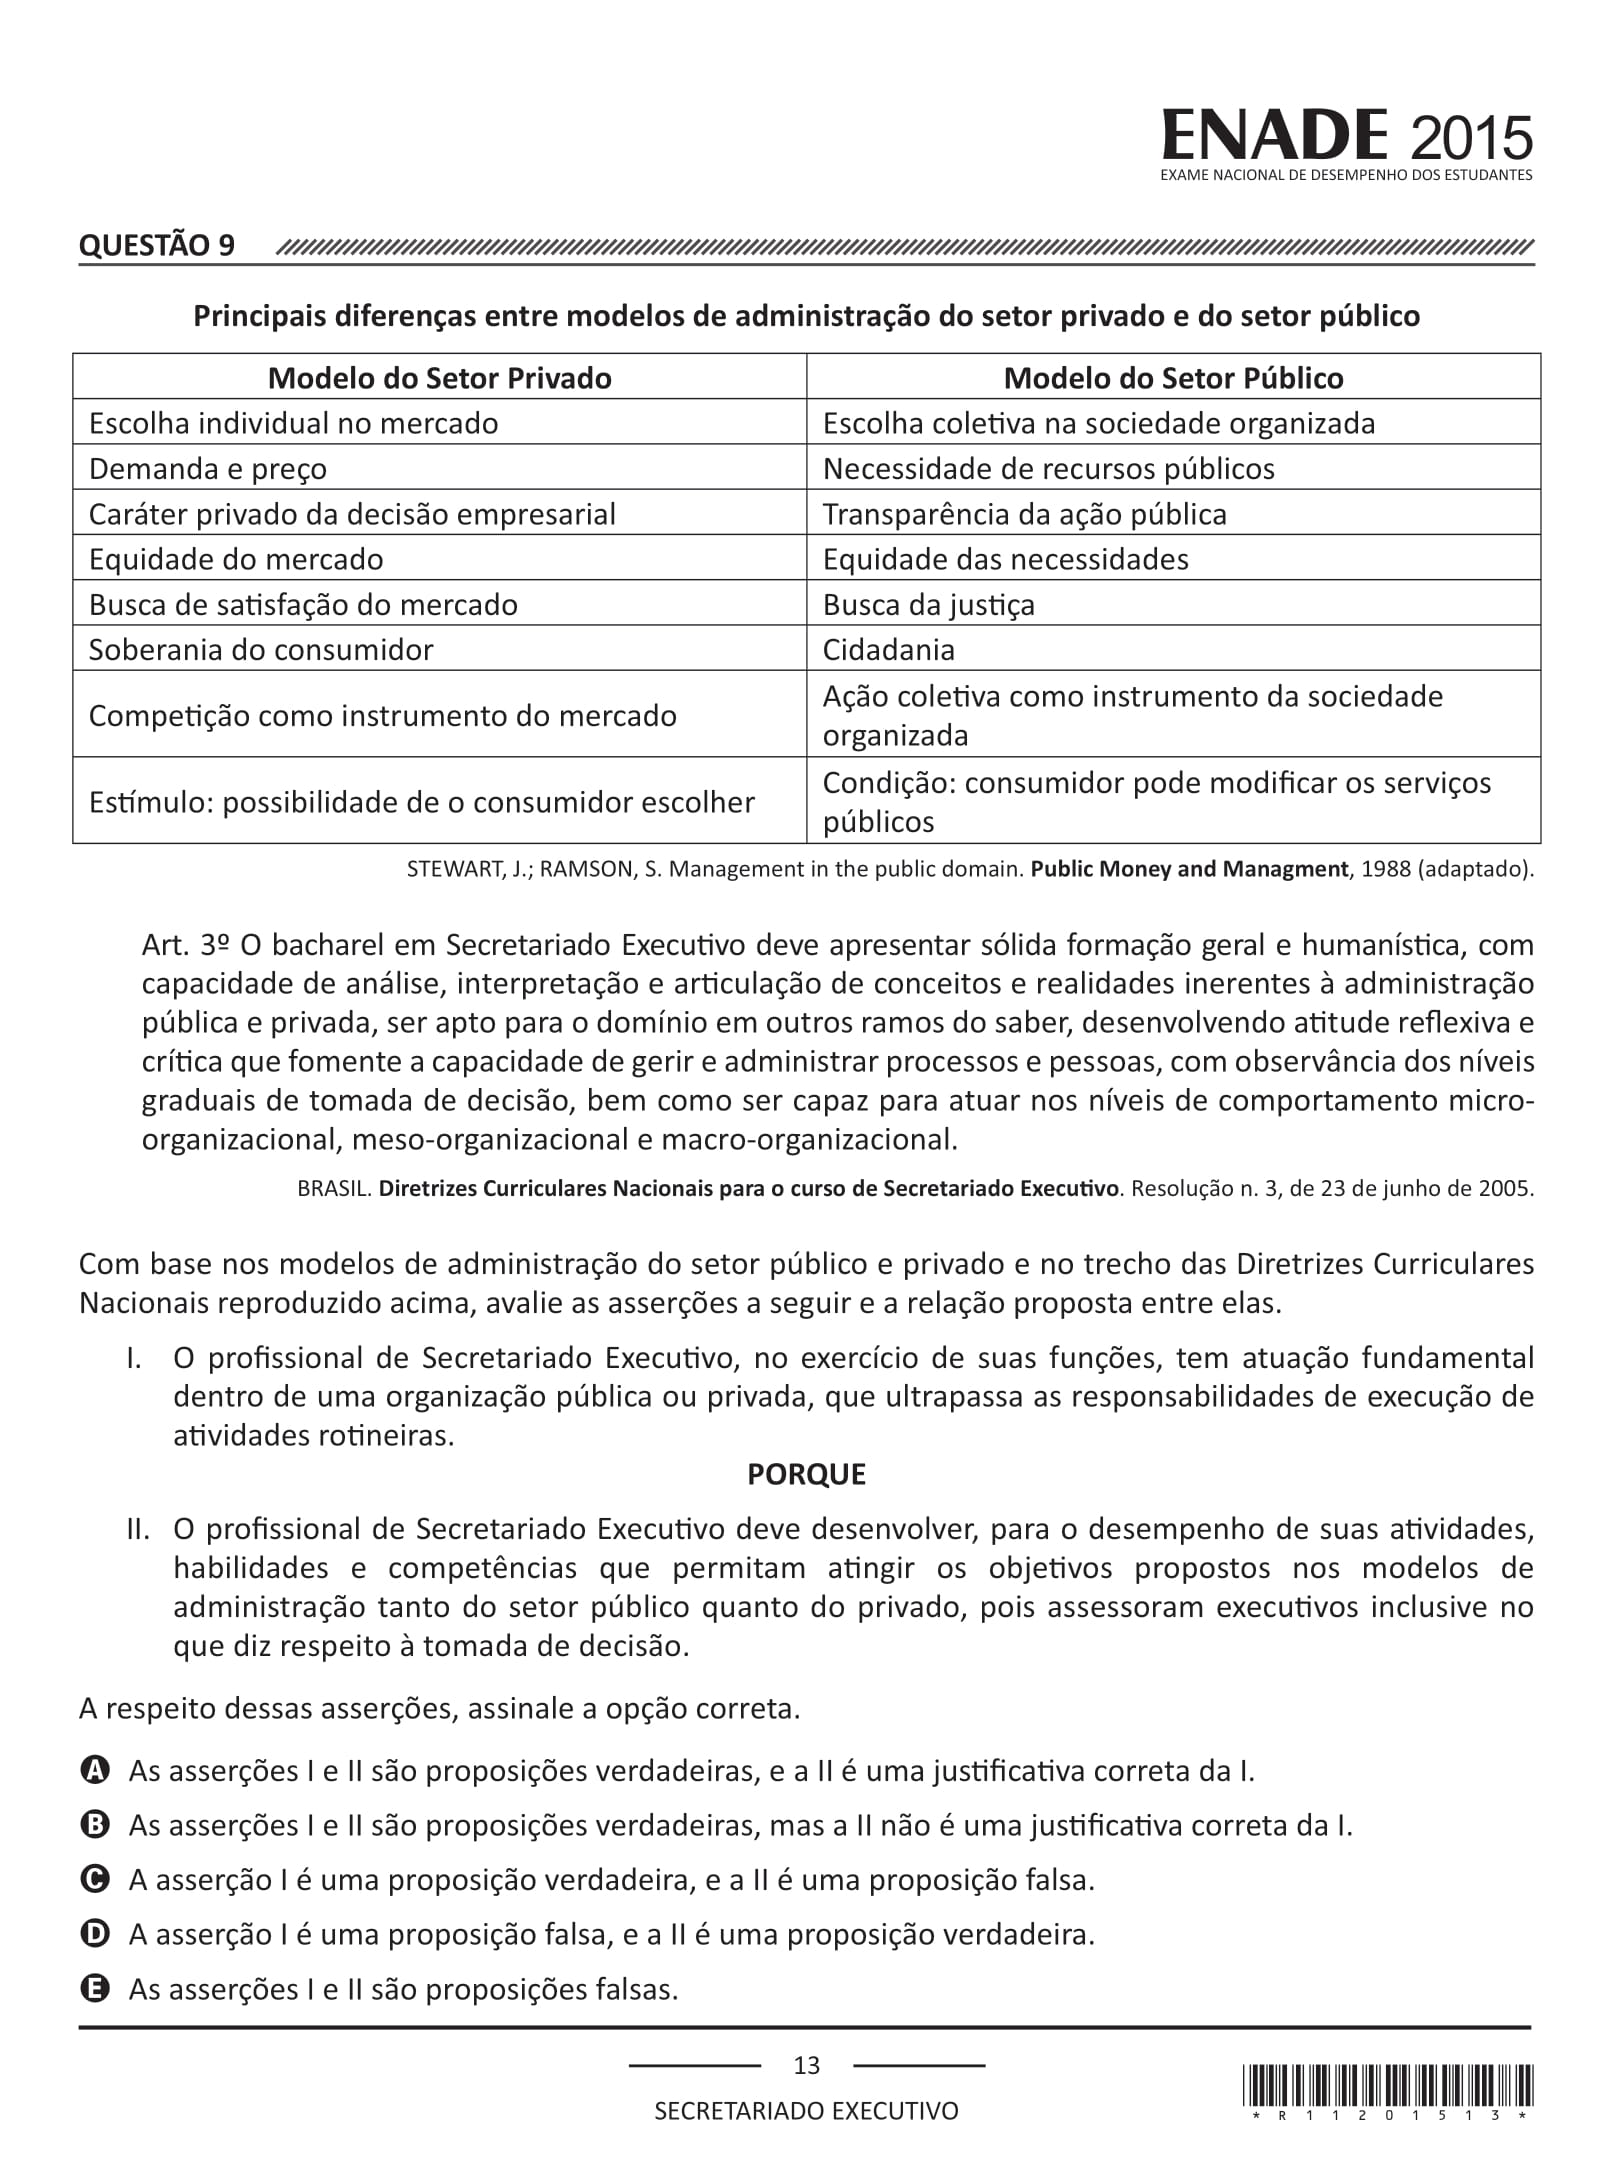 ENADE 2015
EXAME NACIONAL DE DESEMPENHO DOS ESTUDANTES
QUESTÃO 9
Principais diferenças entre modelos de administração do setor privado e do setor público
Modelo do Setor Privado Modelo do Setor Público
Escolha individual no mercado Escolha coletiva na sociedade organizada
Demanda e preço Necessidade de recursos públicos
Caráter privado da decisão empresarial Transparência da ação pública
Equidade do mercado Equidade das necessidades
Busca de satisfação do mercado Busca da justiça
Soberania do consumidor Cidadania
Competição como instrumento do mercado Ação coletiva como instrumento da sociedade
organizada
Estímulo: possibilidade de o consumidor escolher Condição: consumidor pode modificar os serviços
públicos
STEWART, J.; RAMSON, S. Management in the public domain. Public Money and Managment, 1988 (adaptado).
Art. 3º O bacharel em Secretariado Executivo deve apresentar sólida formação geral e humanística, com
capacidade de análise, interpretação e articulação de conceitos e realidades inerentes à administração
pública e privada, ser apto para o domínio em outros ramos do saber, desenvolvendo atitude reflexiva e
crítica que fomente a capacidade de gerir e administrar processos e pessoas, com observância dos níveis
graduais de tomada de decisão, bem como ser capaz para atuar nos níveis de comportamento micro-
organizacional, meso-organizacional e macro-organizacional.
BRASIL. Diretrizes Curriculares Nacionais para o curso de Secretariado Executivo. Resolução n. 3, de 23 de junho de 2005.
Com base nos modelos de administração do setor público e privado e no trecho das Diretrizes Curriculares
Nacionais reproduzido acima, avalie as asserções a seguir e a relação proposta entre elas.
I. O profissional de Secretariado Executivo, no exercício de suas funções, tem atuação fundamental
dentro de uma organização pública ou privada, que ultrapassa as responsabilidades de execução de
atividades rotineiras.
PORQUE
II. O profissional de Secretariado Executivo deve desenvolver, para o desempenho de suas atividades,
habilidades e competências que permitam atingir os objetivos propostos nos modelos de
administração tanto do setor público quanto do privado, pois assessoram executivos inclusive no
que diz respeito à tomada de decisão.
A respeito dessas asserções, assinale a opção correta.
A As asserções I e II são proposições verdadeiras, e a II é uma justificativa correta da I.
B As asserções I e II são proposições verdadeiras, mas a II não é uma justificativa correta da I.
C A asserção I é uma proposição verdadeira, e a II é uma proposição falsa.
D A asserção I é uma proposição falsa, e a II é uma proposição verdadeira.
E As asserções I e II são proposições falsas.
13
SECRETARIADO EXECUTIVO
*R11201513*